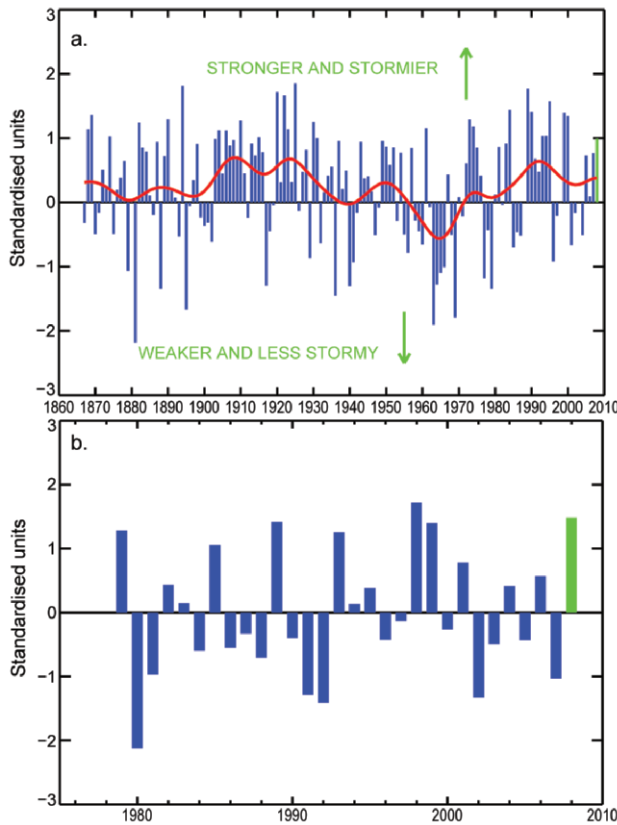 3
a.
STRONGER AND STORMIER
2
1
Standardised units
0
−1
−2
WEAKER AND LESS STORMY
−3
1860 1870 1880 1890 1900 1910 1920 1930 1940 1950 1960 1970 1980 1990 2000 2010
3
b.
2
1
Standardised units
0
−1
−2
−3
1980 1990 2000 2010